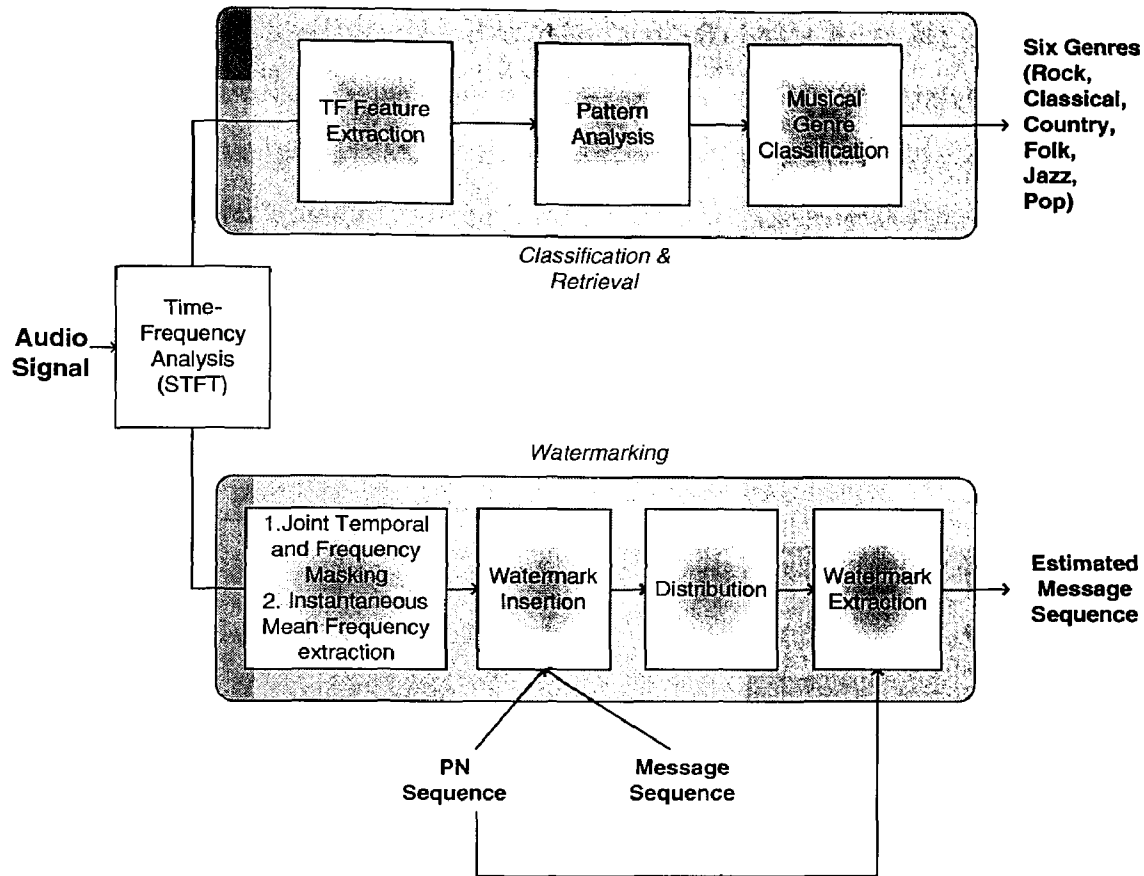 TF Feature
Extraction
Pattern
Analysis
Musical
Genre
Classification
Six Genres
(Rock,
Classical,
Country,
Folk,
Jazz,
Pop)
Classification &
Retrieval
Audio
Signal
Time-
Frequency
Analysis
(STFT)
Watermarking
1.Joint Temporal
and Frequency
Masking
2. Instantaneous
Mean Frequency
extraction
Watermark
Insertion
Distribution
Watermark
Extraction
Estimated
Message
Sequence
PN
Sequence
Message
Sequence